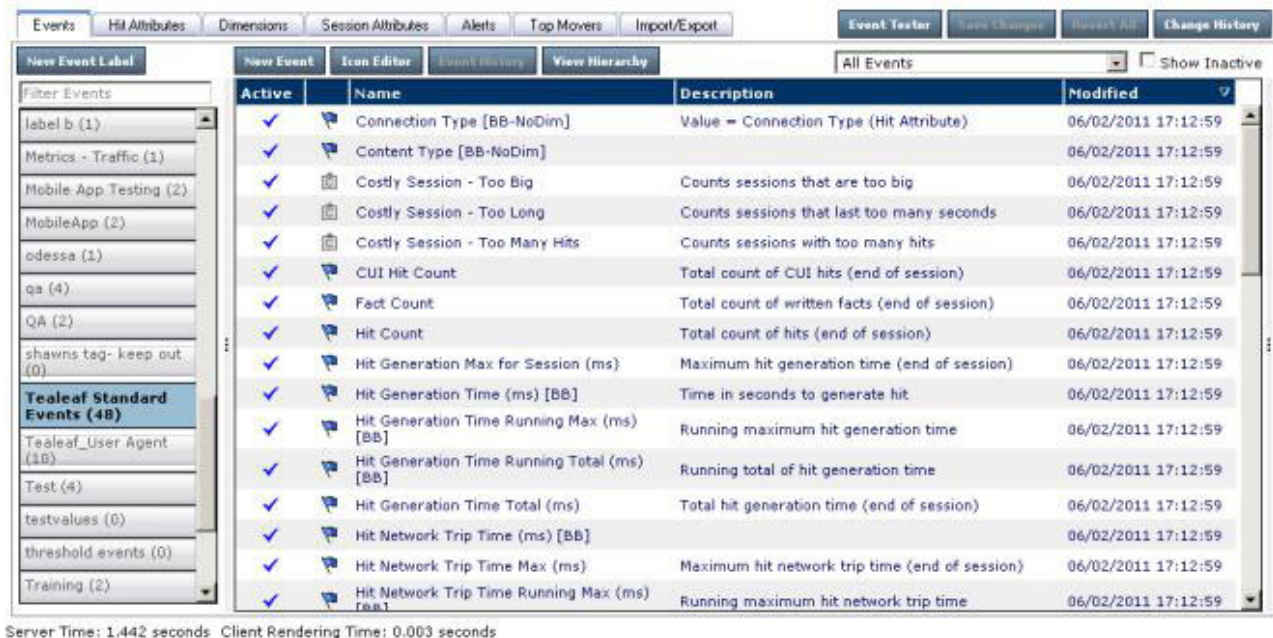 Events Hit Attributes Dimensions Session Attributes Alerts Top Movers Import/Export Event Tester Save Changes Revert All Change History
New Event Label New Event Icon Editor Event History View Hierarchy All Events Show Inactive
Filter Events
label b (1)
Metrics - Traffic (1)
Mobile App Testing (2)
MobileApp (2)
odessa (1)
qa (4)
QA (2)
shawns tag- keep out
(0)
Tealeaf Standard
Events (48)
Tealeaf_User Agent
(18)
Test (4)
testvalues (6)
threshold events (0)
Training (2)
Active Name Description Modified
Connection Type [BB-NoDim] Value = Connection Type (Hit Attribute) 06/02/2011 17:12:59
Content Type [BB-NoDim] 06/02/2011 17:12:59
Costly Session - Too Big Counts sessions that are too big 06/02/2011 17:12:59
Costly Session - Too Long Counts sessions that last too many seconds 06/02/2011 17:12:59
Costly Session - Too Many Hits Counts sessions with too many hits 06/02/2011 17:12:59
CUI Hit Count Total count of CUI hits (end of session) 06/02/2011 17:12:59
Fact Count Total count of written facts (end of session) 06/02/2011 17:12:59
Hit Count Total count of hits (end of session) 06/02/2011 17:12:59
Hit Generation Max for Session (ms) Maximum hit generation time (end of session) 06/02/2011 17:12:59
Hit Generation Time (ms) [BB] Time in seconds to generate hit 06/02/2011 17:12:59
Hit Generation Time Running Max (ms)
[BB] Running maximum hit generation time 06/02/2011 17:12:59
Hit Generation Time Running Total (ms)
[BB] Running total of hit generation time 06/02/2011 17:12:59
Hit Generation Time Total (ms) Total hit generation time (end of session) 06/02/2011 17:12:59
Hit Network Trip Time (ms) [BB] 06/02/2011 17:12:59
Hit Network Trip Time Max (ms) Maximum hit network trip time (end of session) 06/02/2011 17:12:59
Hit Network Trip Time Running Max (ms)
[BB] Running maximum hit network trip time 06/02/2011 17:12:59
Server Time: 1.442 seconds Client Rendering Time: 0.003 seconds